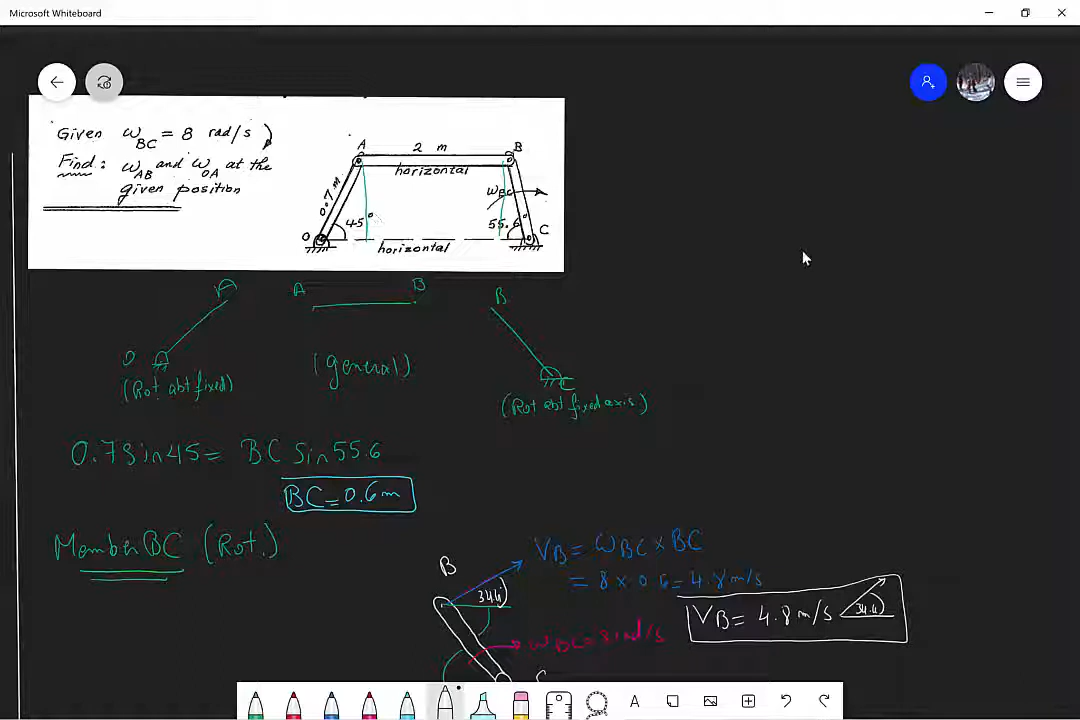 Microsoft Whiteboard
Given ω_BC = 8 rad/s
Find: ω_AB and ω_OA at the
given position
A
2 m
B
horizontal
0.7 m
ω_BC
45°
55.6°
O
C
horizontal
A
A
B
B
O
C
(Rot abt fixed)
(general)
(Rot abt fixed axis)
0.7 Sin 45 = BC Sin 55.6
BC = 0.6 m
Member BC (Rot.)
B
34.4
V_B = ω_BC × BC
= 8 × 0.6 = 4.8 m/s
V_B = 4.8 m/s
34.4
ω_BC = 8 rad/s
A